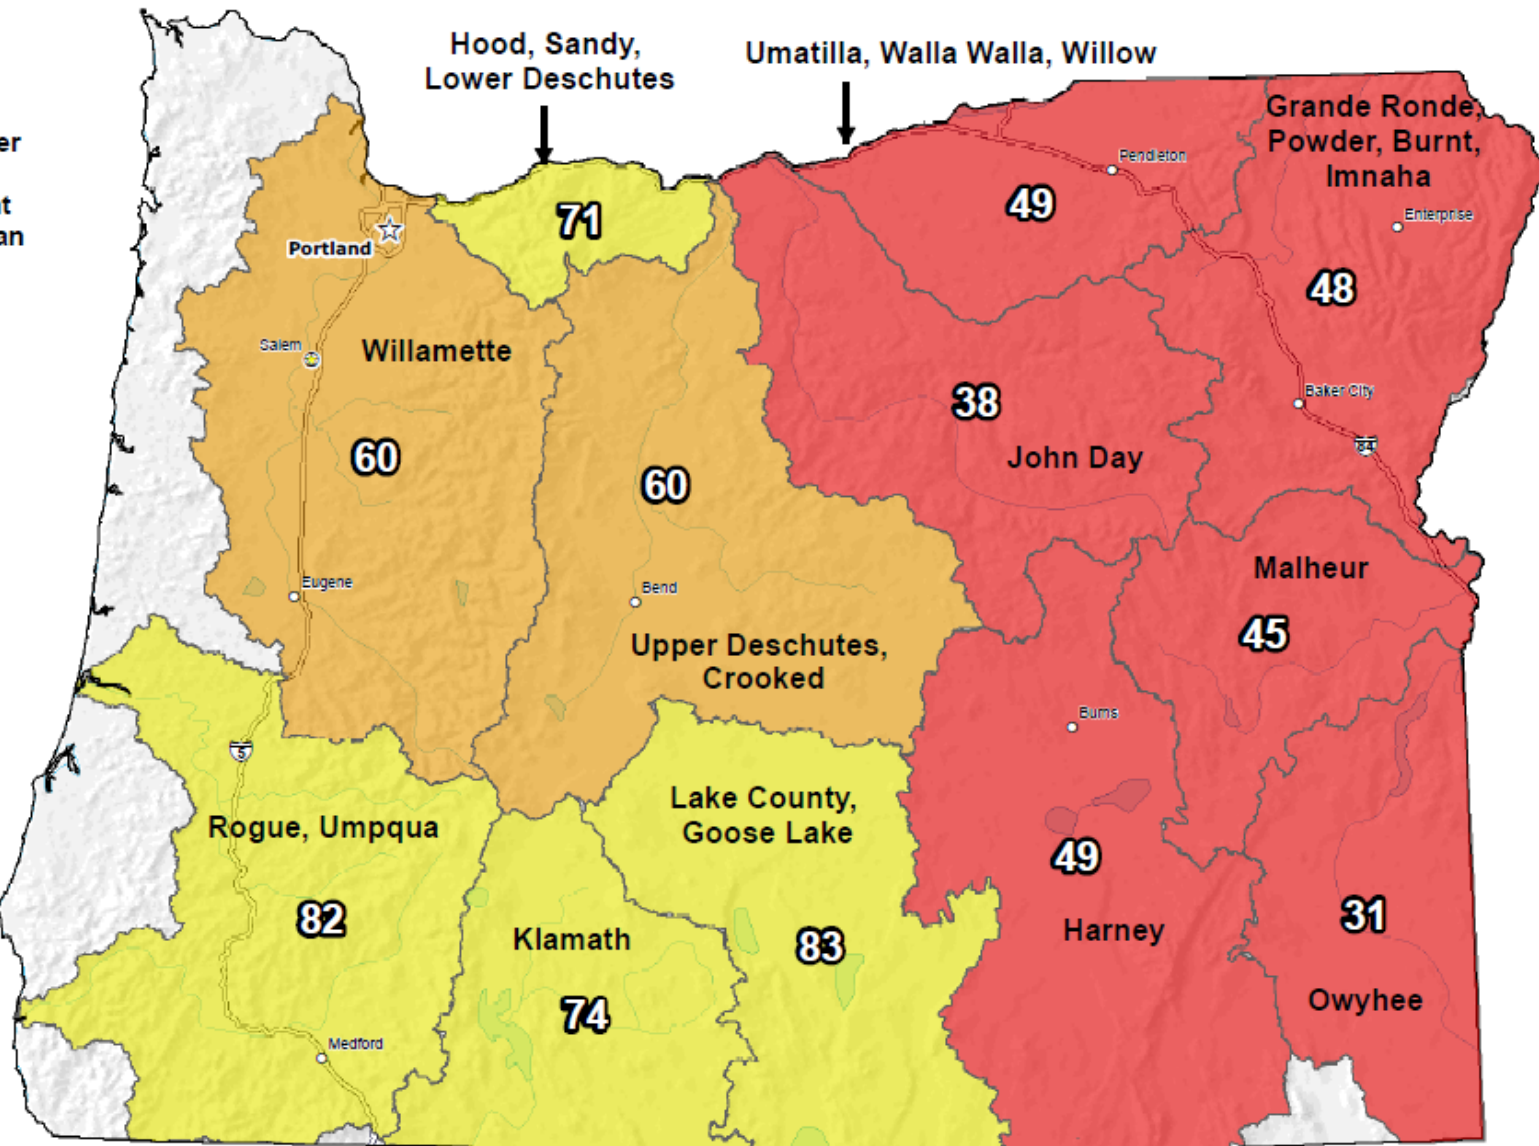 Hood, Sandy,
Lower Deschutes
Umatilla, Walla Walla, Willow
Grande Ronde,
Powder, Burnt,
Imnaha
Pendleton
Enterprise
71
49
Portland
48
Salem
Willamette
Baker City
38
John Day
84
60
60
Eugene
Bend
Malheur
45
Upper Deschutes,
Crooked
Burns
5
Lake County,
Goose Lake
Rogue, Umpqua
49
82
Klamath
83
Harney
31
74
Owyhee
Medford